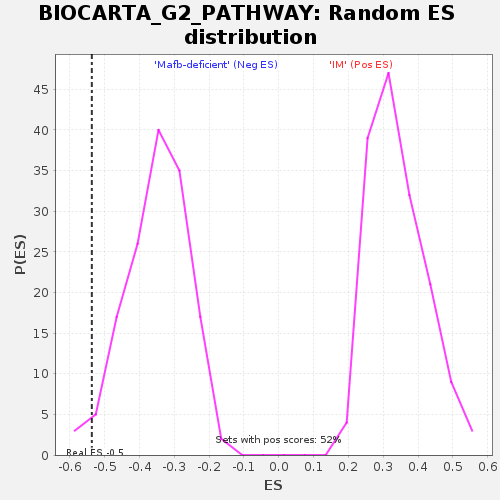 BIOCARTA_G2_PATHWAY: Random ES
distribution
'Mafb-deficient' (Neg ES)
'IM' (Pos ES)
P(ES)
45
40
35
30
25
20
15
10
5
0
Sets with pos scores: 52%
Real ES -0.5
-0.6 -0.5 -0.4 -0.3 -0.2 -0.1 0.0 0.1 0.2 0.3 0.4 0.5 0.6
ES